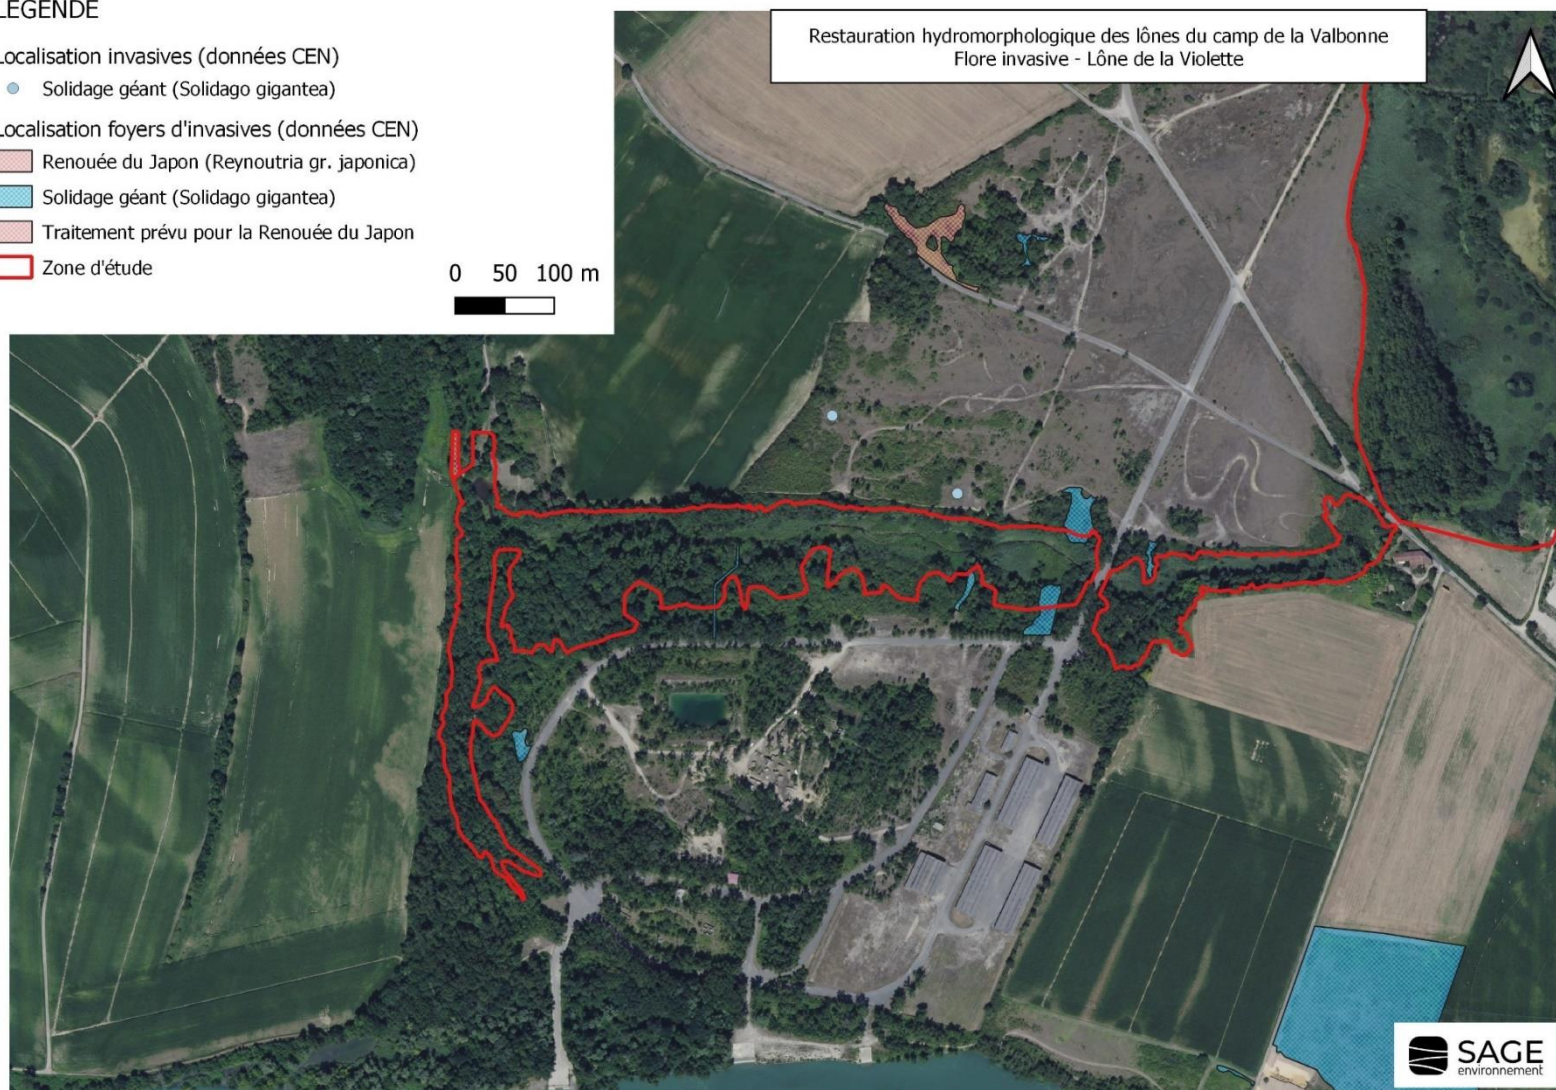 LEGENDE
Localisation invasives (données CEN)
Solidage géant (Solidago gigantea)
Localisation foyers d'invasives (données CEN)
Renouée du Japon (Reynoutria gr. japonica)
Solidage géant (Solidago gigantea)
Traitement prévu pour la Renouée du Japon
Zone d'étude
0 50 100 m
Restauration hydromorphologique des lônes du camp de la Valbonne
Flore invasive - Lône de la Violette
SAGE
environnement